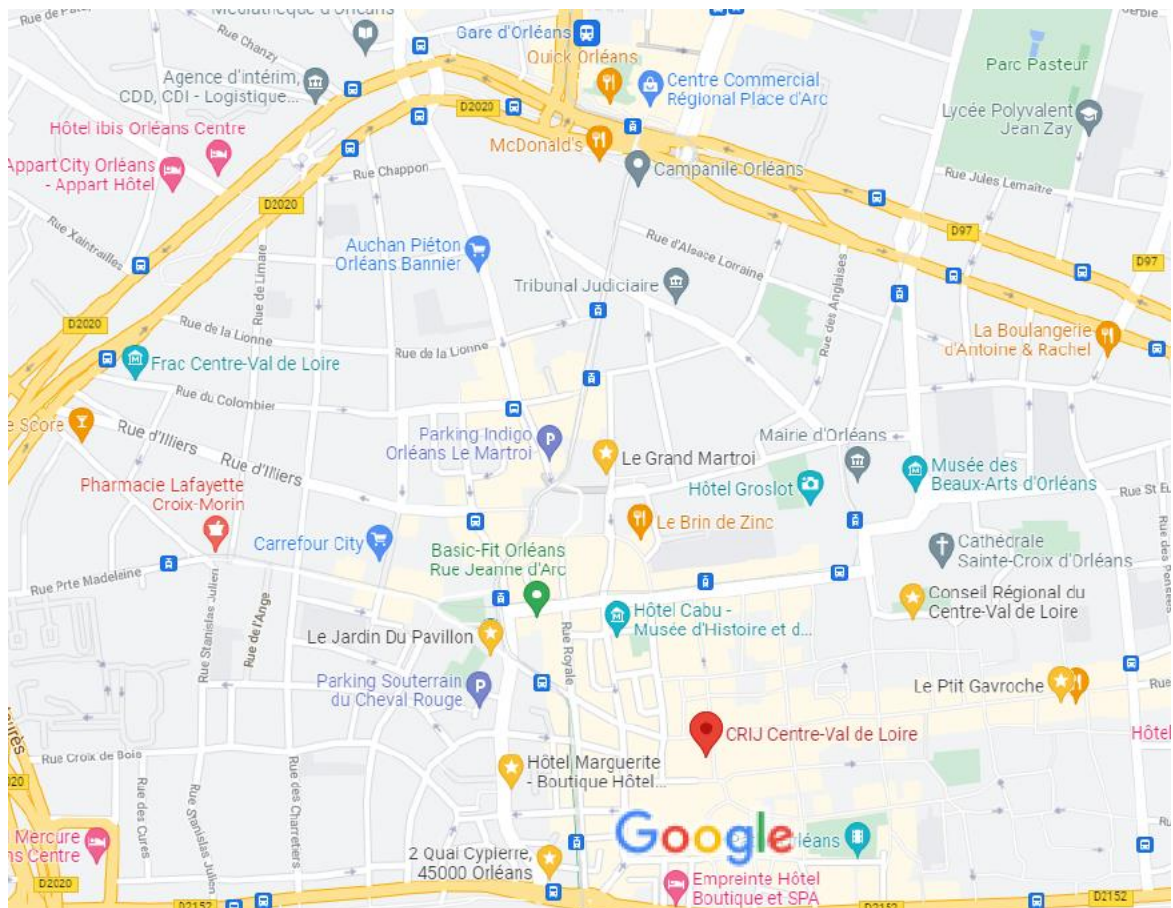 Rue de
Médiathèque d'Orléans
Rue Chanzy
Gare d'Orléans
Quick Orléans
Parc Pasteur
Agence d'intérim,
CDD, CDI - Logistique...
D2020
Centre Commercial
Régional Place d'Arc
Lycée Polyvalent
Jean Zay
Hôtel ibis Orléans Centre
McDonald's
Appart City Orléans
- Appart Hôtel
Rue Chappon
Campanile Orléans
Rue Jules Lemaître
D2020
Rue Xaintrailles
Rue de Limare
Auchan Piéton
Orléans Bannier
Rue d'Alsace Lorraine
D97
D97
Tribunal Judiciaire
Rue des Anglaises
D2020
Rue de la Lionne
Rue de la Lionne
La Boulangerie
d'Antoine & Rachel
Frac Centre-Val de Loire
Rue du Colombier
e Score
Rue d'Illiers
Rue d'Illiers
Parking Indigo
Orléans Le Martroi
Mairie d'Orléans
Le Grand Martroi
Musée des
Beaux-Arts d'Orléans
Pharmacie Lafayette
Croix-Morin
Hôtel Groslot
Rue St Eu
Le Brin de Zinc
Carrefour City
Basic-Fit Orléans
Rue Jeanne d'Arc
Cathédrale
Sainte-Croix d'Orléans
Rue des Pensées
Rue Prte Madeleine
Rue Stanislas Julien
Rue de l'Ange
Conseil Régional du
Centre-Val de Loire
Hôtel Cabu -
Musée d'Histoire et d...
Le Jardin Du Pavillon
Rue Royale
Parking Souterrain
du Cheval Rouge
Le Ptit Gavroche
CRIJ Centre-Val de Loire
Hôtel
Rue Croix de Bois
Hôtel Marguerite
- Boutique Hôtel...
Rue des Cures
Rue Stanislas Julien
Rue des Charretiers
Google
Orléans
Mercure
ns Centre
2 Quai Cypierre,
45000 Orléans
Empreinte Hôtel
Boutique et SPA
D2020
D2152
D2152
D2152